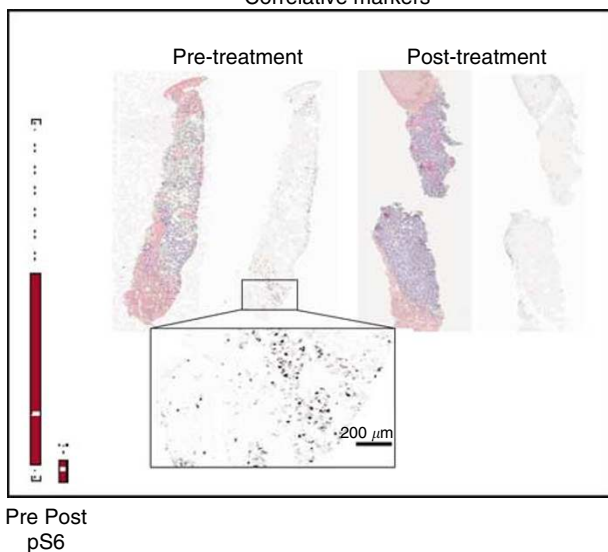 Correlative markers
Pre-treatment Post-treatment
200 μm
Pre Post
pS6